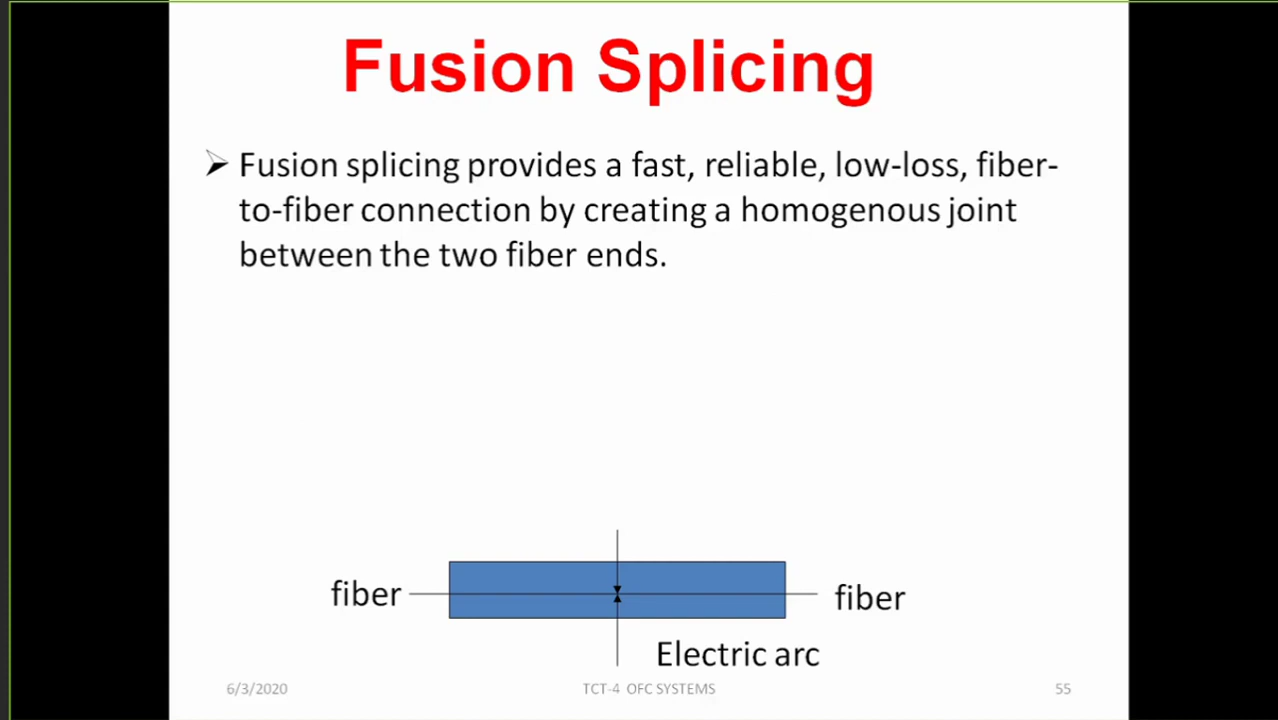 Fusion Splicing
Fusion splicing provides a fast, reliable, low-loss, fiber-
to-fiber connection by creating a homogenous joint
between the two fiber ends.
fiber
fiber
Electric arc
6/3/2020
TCT-4 OFC SYSTEMS
55